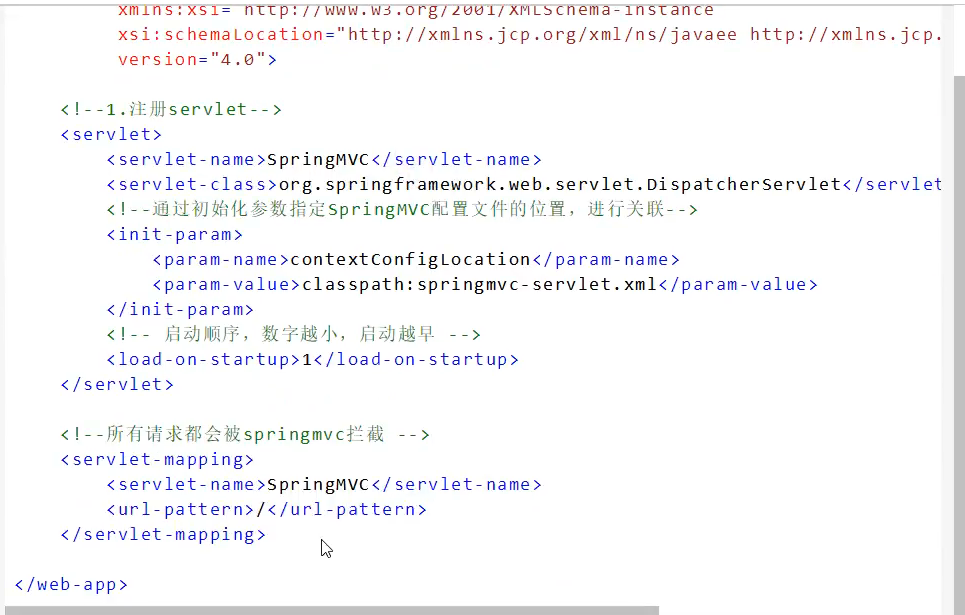 xmlns:xsi="http://www.w3.org/2001/XMLSchema-instance
xsi:schemaLocation="http://xmlns.jcp.org/xml/ns/javaee http://xmlns.jcp.
version="4.0">
<!--1.注册servlet-->
<servlet>
<servlet-name>SpringMVC</servlet-name>
<servlet-class>org.springframework.web.servlet.DispatcherServlet</servlet
<!--通过初始化参数指定SpringMVC配置文件的位置，进行关联-->
<init-param>
<param-name>contextConfigLocation</param-name>
<param-value>classpath:springmvc-servlet.xml</param-value>
</init-param>
<!-- 启动顺序，数字越小，启动越早 -->
<load-on-startup>1</load-on-startup>
</servlet>
<!--所有请求都会被springmvc拦截 -->
<servlet-mapping>
<servlet-name>SpringMVC</servlet-name>
<url-pattern>/</url-pattern>
</servlet-mapping>
</web-app>